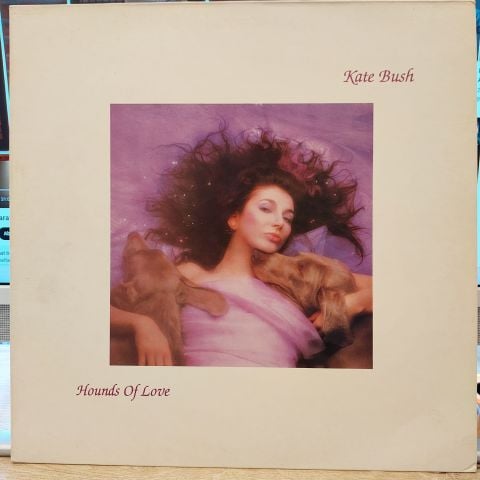 Kate Bush
Hounds Of Love